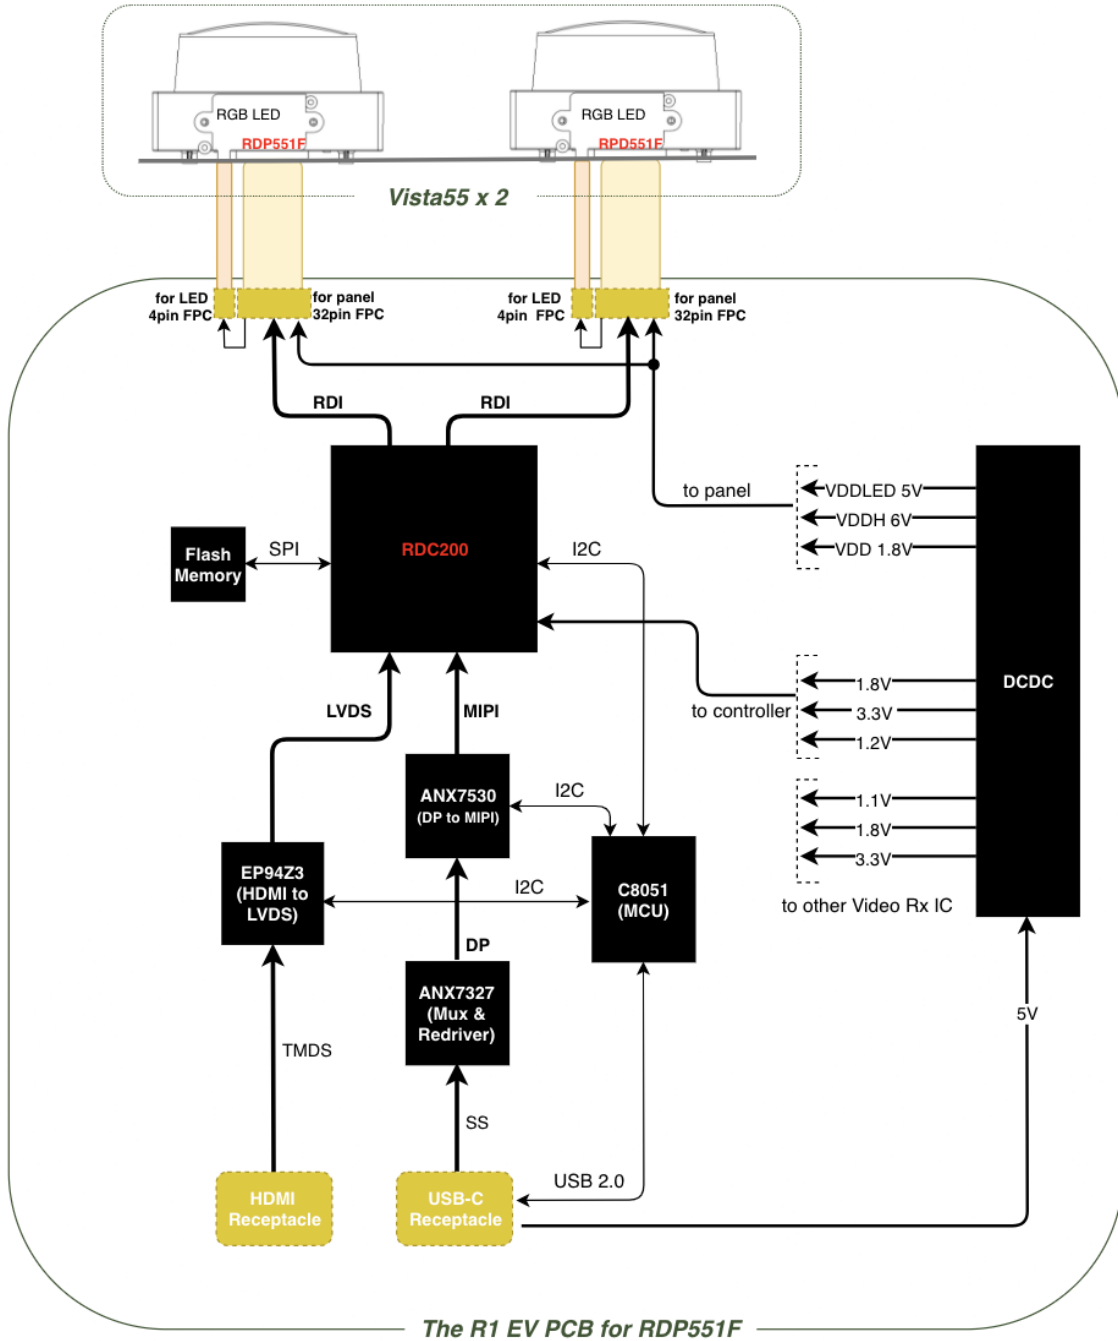 RGB LED
RDP551F
RGB LED
RPD551F
Vista55 x 2
for LED
4pin FPC
for panel
32pin FPC
for LED
4pin FPC
for panel
32pin FPC
RDI
RDI
to panel
VDDLED 5V
VDDH 6V
VDD 1.8V
Flash
Memory
SPI
RDC200
I2C
DCDC
to controller
1.8V
3.3V
1.2V
LVDS
MIPI
ANX7530
(DP to MIPI)
I2C
1.1V
1.8V
3.3V
to other Video Rx IC
EP94Z3
(HDMI to
LVDS)
I2C
C8051
(MCU)
DP
ANX7327
(Mux &
Redriver)
5V
TMDS
SS
USB 2.0
HDMI
Receptacle
USB-C
Receptacle
The R1 EV PCB for RDP551F